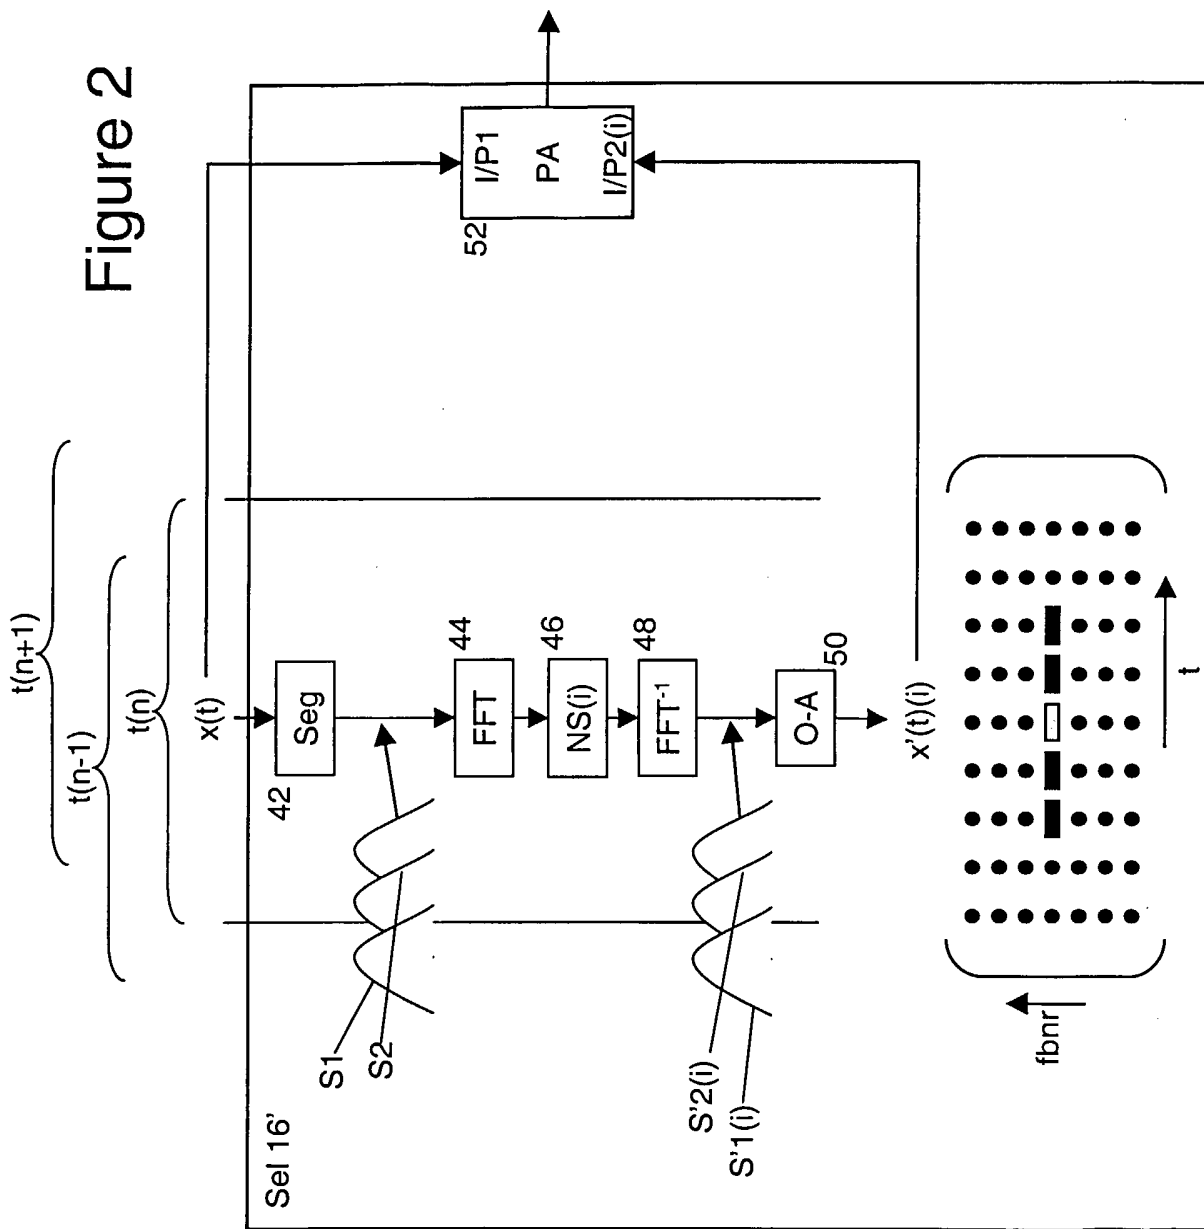 Figure 2
t(n+1)
t(n-1)
t(n)
x(t)
Sel 16'
42
Seg
S1
S2
44
FFT
46
NS(i)
48
FFT-1
S'2(i)
S'1(i)
50
O-A
x'(t)(i)
52
I/P1
PA
I/P2(i)
fbnr
t